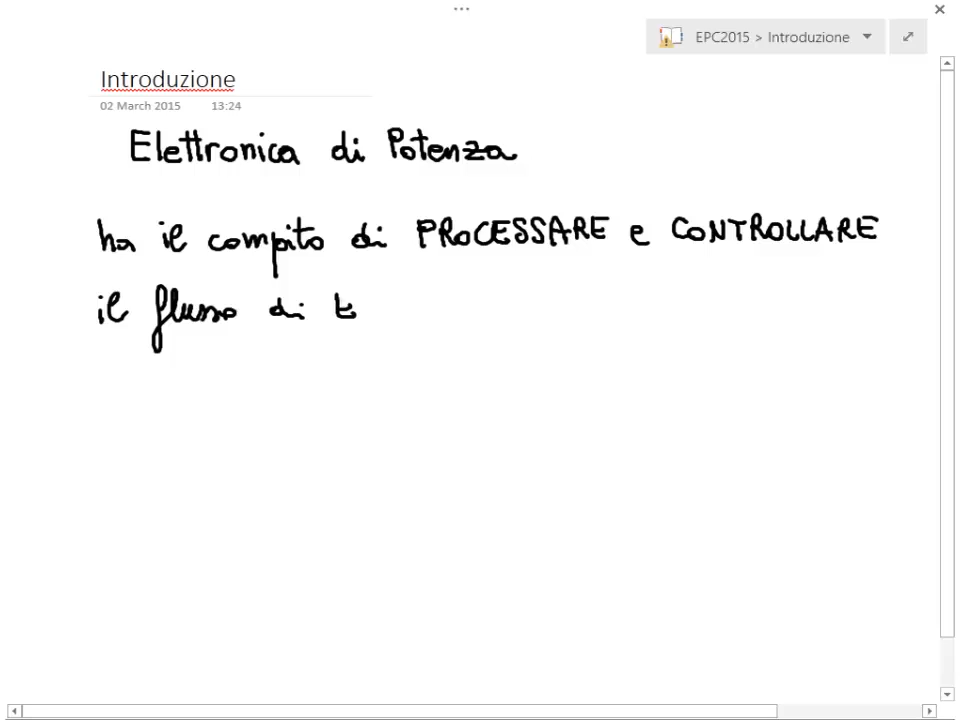 EPC2015 > Introduzione
Introduzione
02 March 2015 13:24
Elettronica di Potenza
ha il compito di PROCESSARE e CONTROLLARE
il flusso di